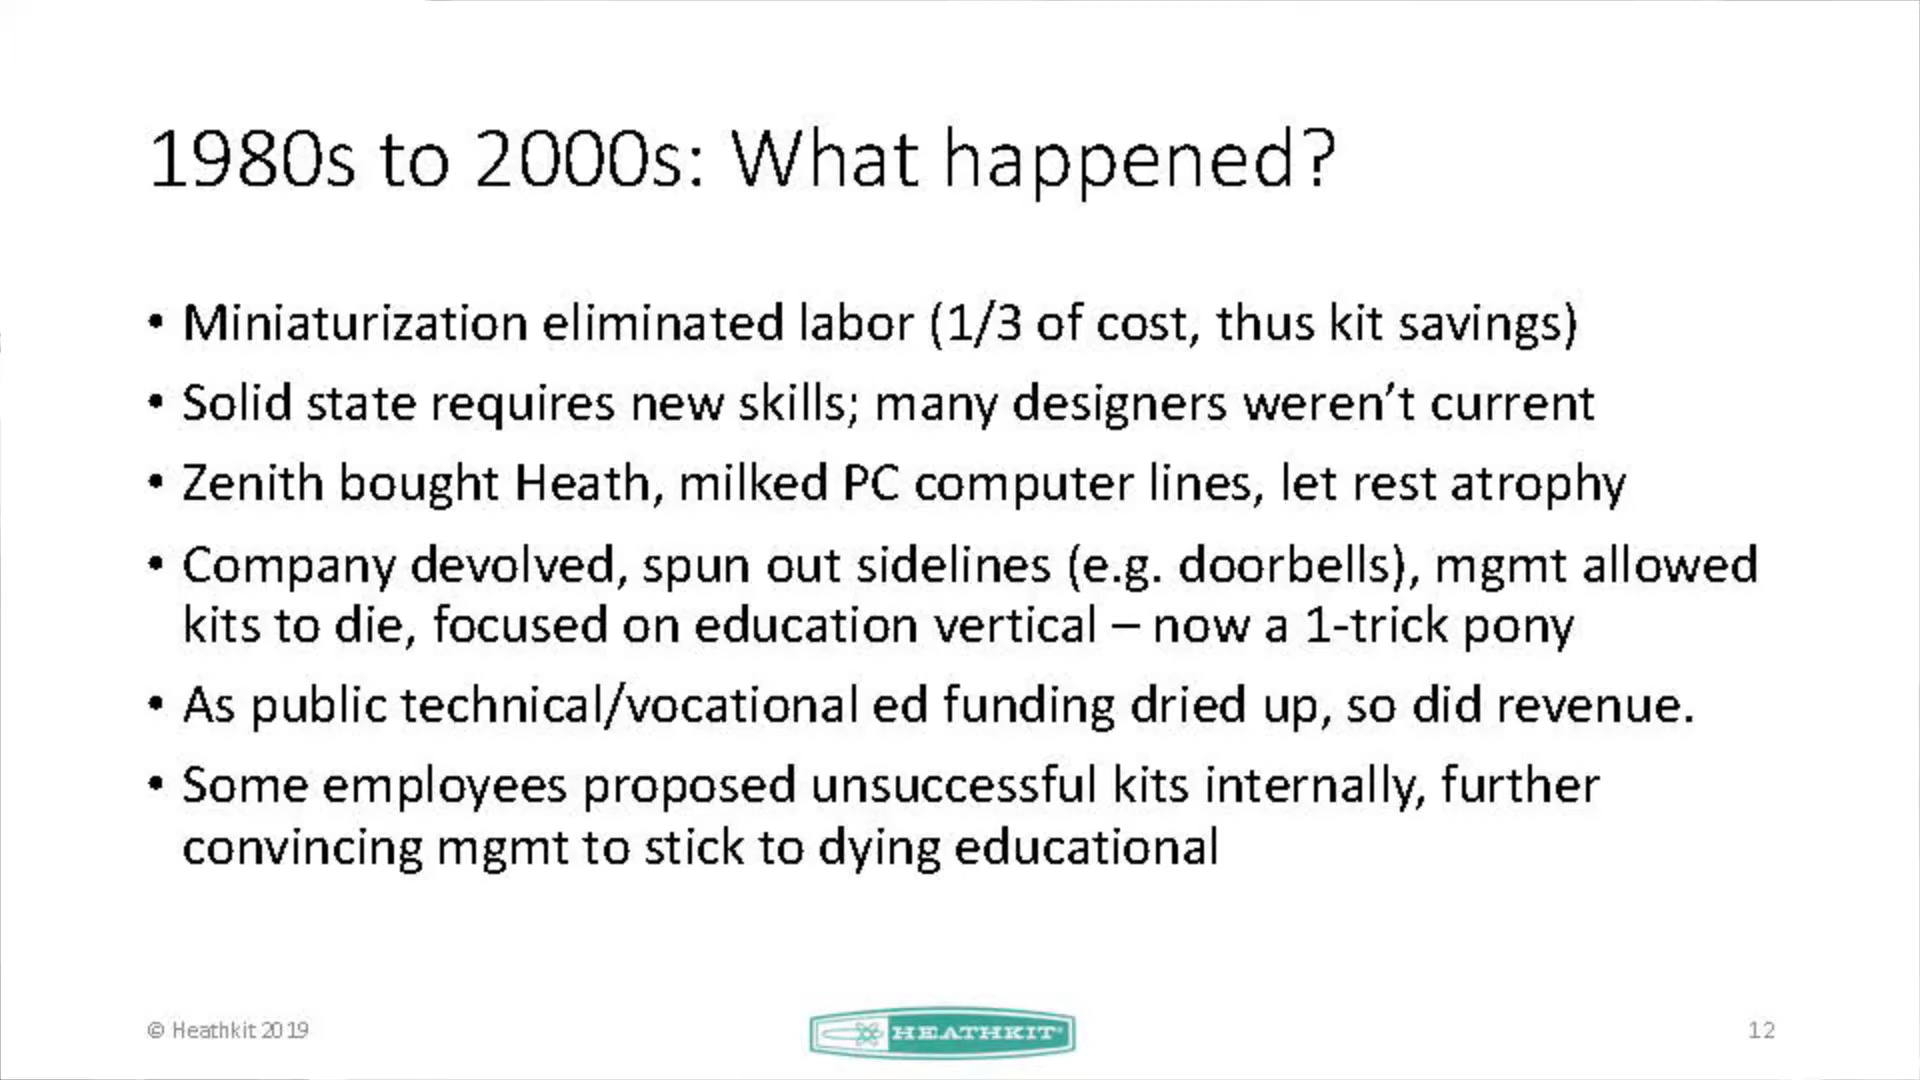 1980s to 2000s: What happened?
• Miniaturization eliminated labor (1/3 of cost, thus kit savings)
• Solid state requires new skills; many designers weren’t current
• Zenith bought Heath, milked PC computer lines, let rest atrophy
• Company devolved, spun out sidelines (e.g. doorbells), mgmt allowed
kits to die, focused on education vertical – now a 1-trick pony
• As public technical/vocational ed funding dried up, so did revenue.
• Some employees proposed unsuccessful kits internally, further
convincing mgmt to stick to dying educational
© Heathkit 2019
HEATHKIT®
12